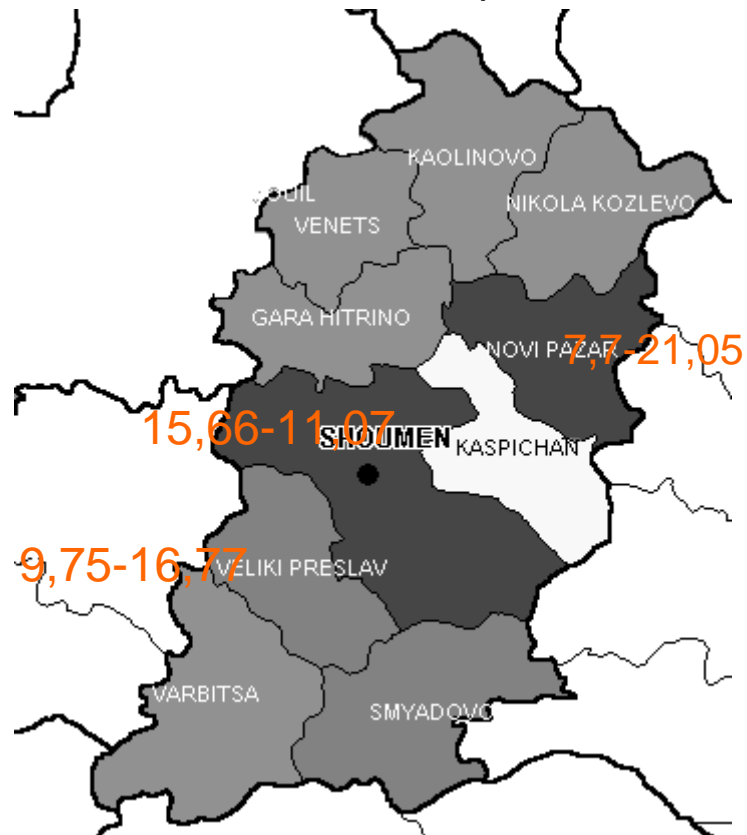 KAOLINOVO
NIKOLA KOZLEVO
VENETS
GARA HITRINO
NOVI PAZAR
7,7-21,05
15,66-11,07
SHOUMEN
KASPICHAN
9,75-16,77
VELIKI PRESLAV
VARBITSA
SMYADOVO